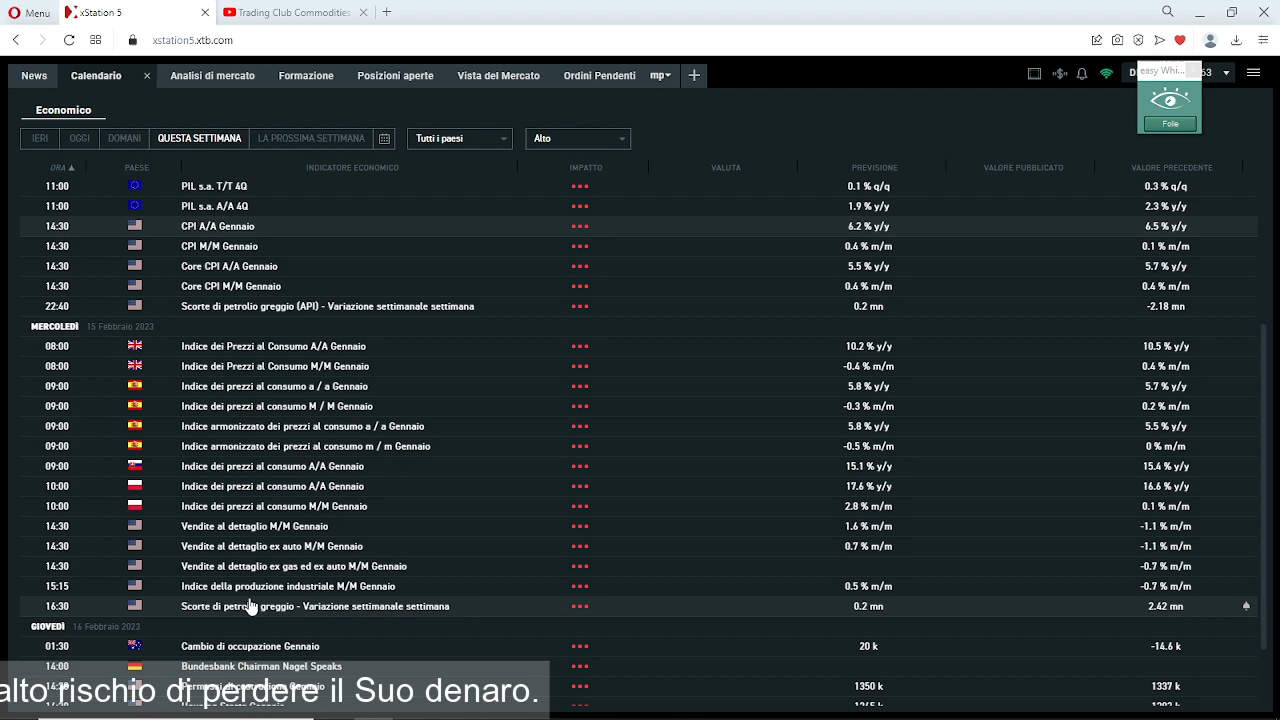 Menu
xStation 5
Trading Club Commodities
xstation5.xtb.com
News
Calendario
Analisi di mercato
Formazione
Posizioni aperte
Viste del Mercato
Ordini Pendenti
mp
easy Whi...
Folie
Economico
IERI
OGGI
DOMANI
QUESTA SETTIMANA
LA PROSSIMA SETTIMANA
Tutti i paesi
Alto
ORA ▲ PAESE INDICATORE ECONOMICO IMPATTO VALUTA PREVISIONE VALORE PUBBLICATO VALORE PRECEDENTE
11:00 PIL s.a. T/T 4Q 0.1 % q/q 0.3 % q/q
11:00 PIL s.a. A/A 4Q 1.9 % y/y 2.3 % y/y
14:30 CPI A/A Gennaio 6.2 % y/y 6.5 % y/y
14:30 CPI M/M Gennaio 0.4 % m/m 0.1 % m/m
14:30 Core CPI A/A Gennaio 5.5 % y/y 5.7 % y/y
14:30 Core CPI M/M Gennaio 0.4 % m/m 0.4 % m/m
22:40 Scorte di petrolio greggio (API) - Variazione settimanale settimana 0.2 mn -2.18 mn
MERCOLEDÌ 15 Febbraio 2023
08:00 Indice dei Prezzi al Consumo A/A Gennaio 10.2 % y/y 10.5 % y/y
08:00 Indice dei Prezzi al Consumo M/M Gennaio -0.4 % m/m 0.4 % m/m
09:00 Indice dei prezzi al consumo a / a Gennaio 5.8 % y/y 5.7 % y/y
09:00 Indice dei prezzi al consumo M / M Gennaio -0.3 % m/m 0.2 % m/m
09:00 Indice armonizzato dei prezzi al consumo a / a Gennaio 5.8 % y/y 5.5 % y/y
09:00 Indice armonizzato dei prezzi al consumo m / m Gennaio -0.5 % m/m 0 % m/m
09:00 Indice dei prezzi al consumo A/A Gennaio 15.1 % y/y 15.4 % y/y
10:00 Indice dei prezzi al consumo A/A Gennaio 17.6 % y/y 16.6 % y/y
10:00 Indice dei prezzi al consumo M/M Gennaio 2.8 % m/m 0.1 % m/m
14:30 Vendite al dettaglio M/M Gennaio 1.6 % m/m -1.1 % m/m
14:30 Vendite al dettaglio ex auto M/M Gennaio 0.7 % m/m -1.1 % m/m
14:30 Vendite al dettaglio ex gas ed ex auto M/M Gennaio -0.7 % m/m
15:15 Indice della produzione industriale M/M Gennaio 0.5 % m/m -0.7 % m/m
16:30 Scorte di petrolio greggio - Variazione settimanale settimana 0.2 mn 2.42 mn
GIOVEDÌ 16 Febbraio 2023
01:30 Cambio di occupazione Gennaio 20 k -14.6 k
14:00 Bundesbank Chairman Nagel Speaks
alto rischio di perdere il Suo denaro.
1350 k 1337 k